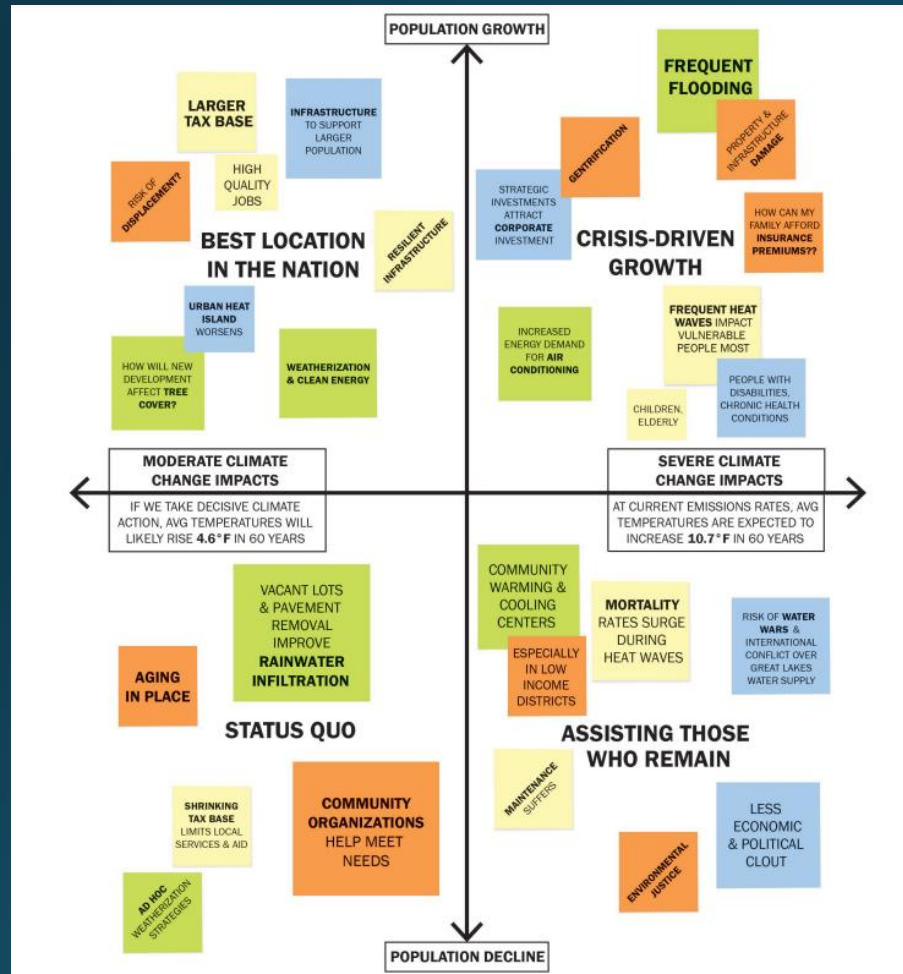 POPULATION GROWTH
LARGER
TAX BASE
INFRASTRUCTURE
TO SUPPORT
LARGER
POPULATION
HIGH
QUALITY
JOBS
RISK OF
DISPLACEMENT?
RESILIENT
INFRASTRUCTURE
BEST LOCATION
IN THE NATION
URBAN HEAT
ISLAND
WORSENS
HOW WILL NEW
DEVELOPMENT
AFFECT TREE
COVER?
WEATHERIZATION
& CLEAN ENERGY
FREQUENT
FLOODING
PROPERTY &
INFRASTRUCTURE
DAMAGE
GENTRIFICATION
STRATEGIC
INVESTMENTS
ATTRACT
CORPORATE
INVESTMENT
HOW CAN MY
FAMILY AFFORD
INSURANCE
PREMIUMS??
CRISIS-DRIVEN
GROWTH
INCREASED
ENERGY DEMAND
FOR AIR
CONDITIONING
FREQUENT HEAT
WAVES IMPACT
VULNERABLE
PEOPLE MOST
CHILDREN,
ELDERLY
PEOPLE WITH
DISABILITIES,
CHRONIC HEALTH
CONDITIONS
MODERATE CLIMATE
CHANGE IMPACTS
IF WE TAKE DECISIVE CLIMATE
ACTION, AVG TEMPERATURES WILL
LIKELY RISE 4.6°F IN 60 YEARS
SEVERE CLIMATE
CHANGE IMPACTS
AT CURRENT EMISSIONS RATES, AVG
TEMPERATURES ARE EXPECTED TO
INCREASE 10.7°F IN 60 YEARS
VACANT LOTS
& PAVEMENT
REMOVAL
IMPROVE
RAINWATER
INFILTRATION
AGING
IN PLACE
STATUS QUO
SHRINKING
TAX BASE
LIMITS LOCAL
SERVICES & AID
COMMUNITY
ORGANIZATIONS
HELP MEET
NEEDS
AD HOC
WEATHERIZATION
STRATEGIES
COMMUNITY
WARMING &
COOLING
CENTERS
ESPECIALLY
IN LOW
INCOME
DISTRICTS
MORTALITY
RATES SURGE
DURING
HEAT WAVES
RISK OF WATER
WARS &
INTERNATIONAL
CONFLICT OVER
GREAT LAKES
WATER SUPPLY
ASSISTING THOSE
WHO REMAIN
MAINTENANCE
SUFFERS
ENVIRONMENTAL
JUSTICE
LESS
ECONOMIC
& POLITICAL
CLOUT
POPULATION DECLINE